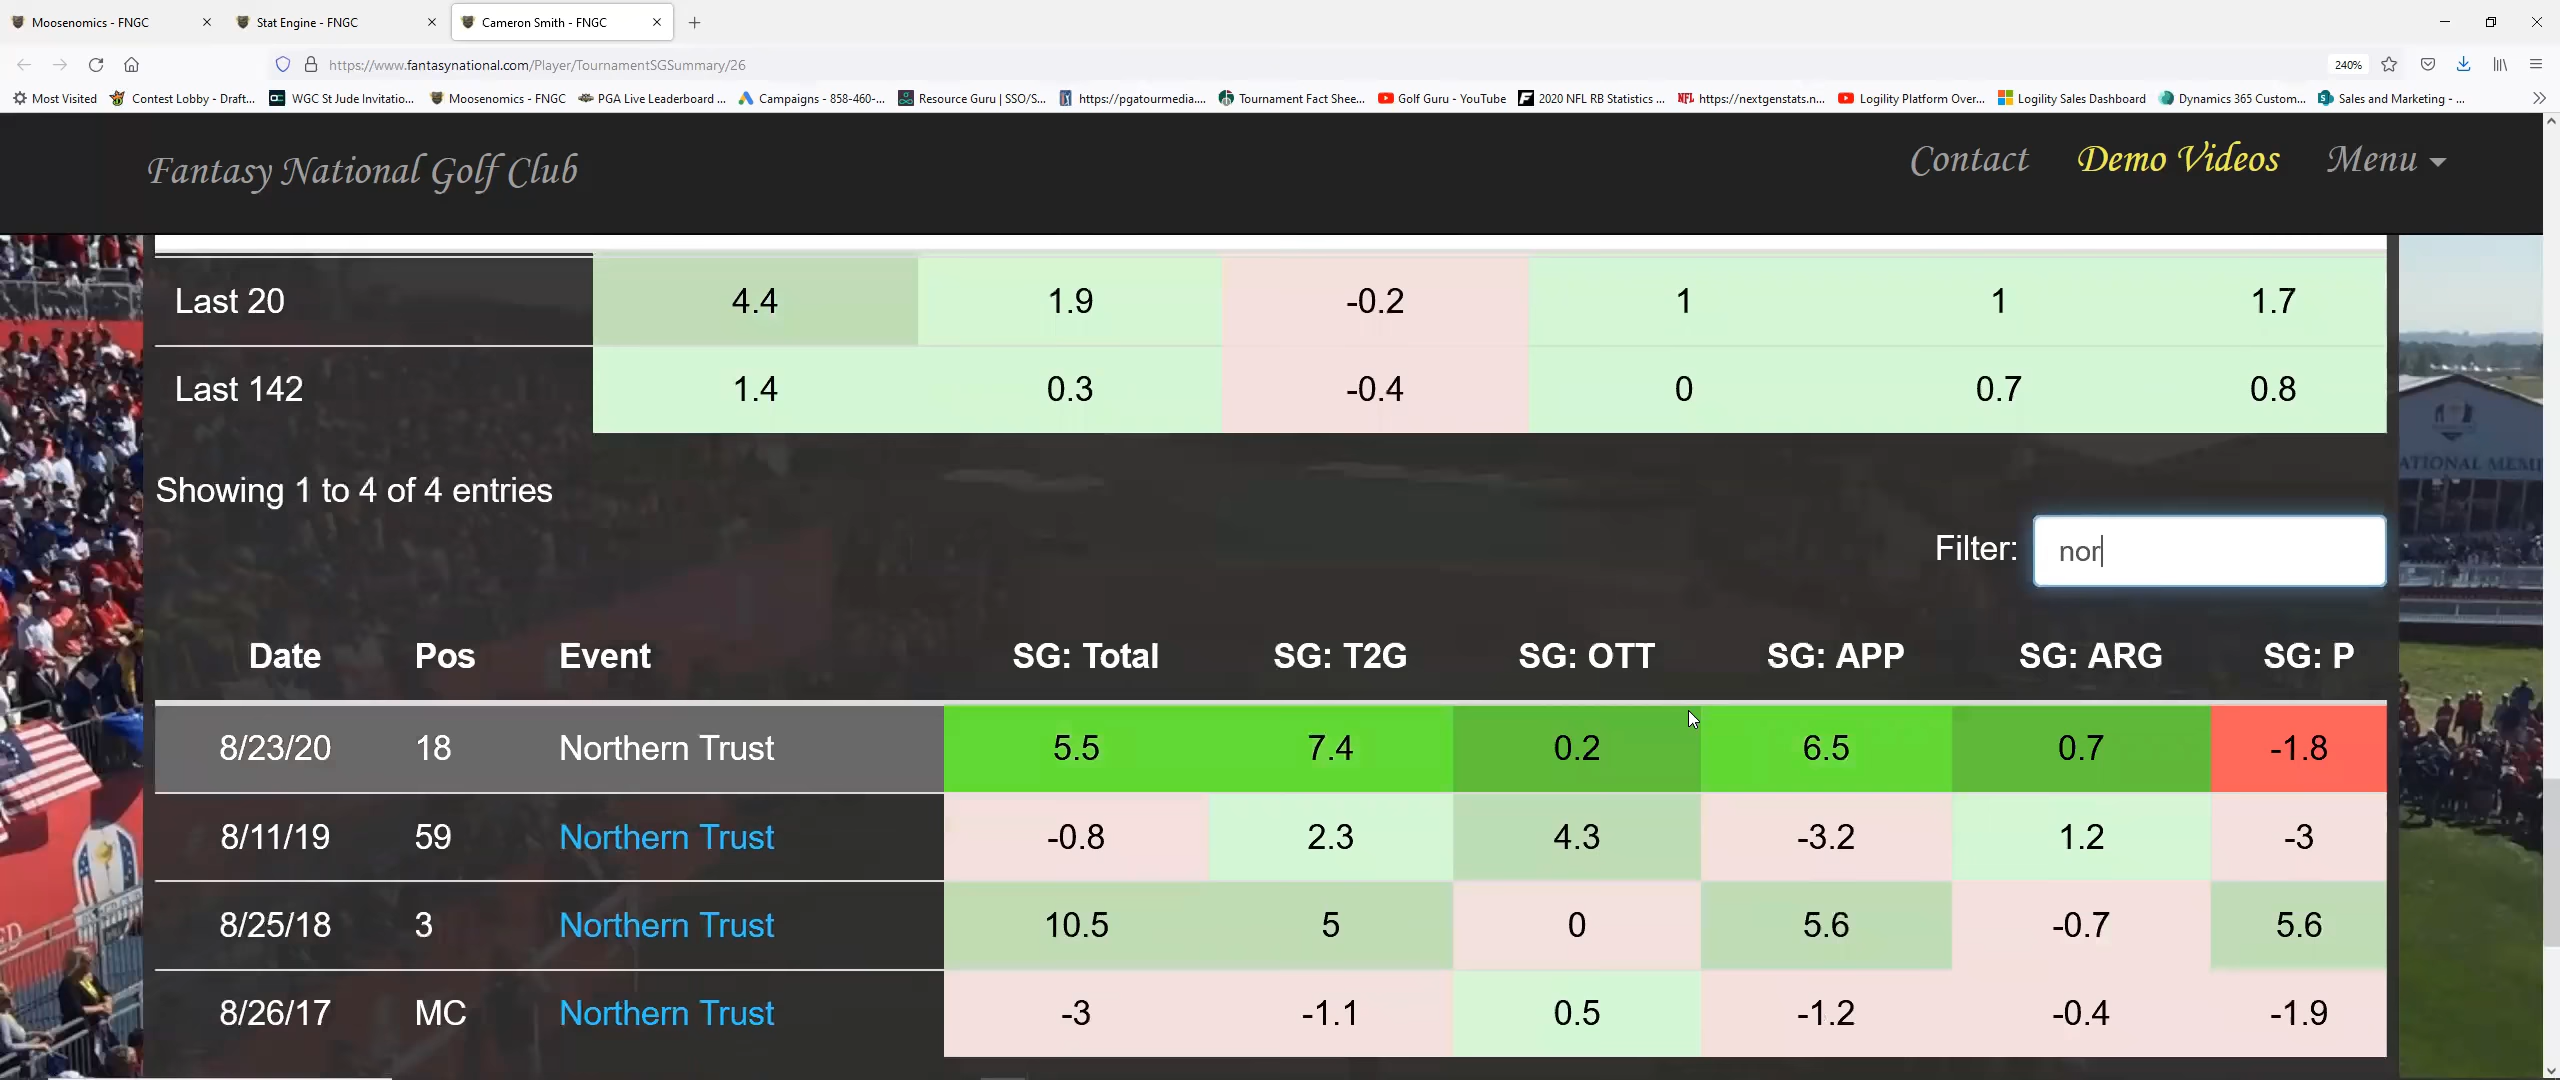 Moosenomics - FNGC
Stat Engine - FNGC
Cameron Smith - FNGC
https://www.fantasynational.com/Player/TournamentSGSummary/26
240%
Most Visited
Contest Lobby - Draft...
WGC St Jude Invitatio...
Moosenomics - FNGC
PGA Live Leaderboard ...
Campaigns - 858-460-...
Resource Guru | SSO/S...
https://pgatourmedia....
Tournament Fact Shee...
Golf Guru - YouTube
2020 NFL RB Statistics ...
https://nextgenstats.n...
Logility Platform Over...
Logility Sales Dashboard
Dynamics 365 Custom...
Sales and Marketing - ...
Fantasy National Golf Club
Contact Demo Videos Menu
Last 20 4.4 1.9 -0.2 1 1 1.7
Last 142 1.4 0.3 -0.4 0 0.7 0.8
Showing 1 to 4 of 4 entries
Filter: nor
Date Pos Event SG: Total SG: T2G SG: OTT SG: APP SG: ARG SG: P
8/23/20 18 Northern Trust 5.5 7.4 0.2 6.5 0.7 -1.8
8/11/19 59 Northern Trust -0.8 2.3 4.3 -3.2 1.2 -3
8/25/18 3 Northern Trust 10.5 5 0 5.6 -0.7 5.6
8/26/17 MC Northern Trust -3 -1.1 0.5 -1.2 -0.4 -1.9